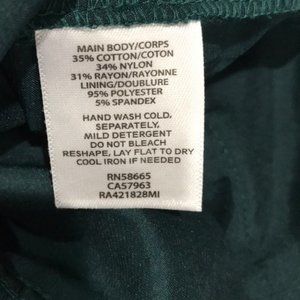 MAIN BODY/CORPS
35% COTTON/COTON
34% NYLON
31% RAYON/RAYONNE
LINING/DOUBLURE
95% POLYESTER
5% SPANDEX
HAND WASH COLD,
SEPARATELY,
MILD DETERGENT
DO NOT BLEACH
RESHAPE, LAY FLAT TO DRY
COOL IRON IF NEEDED
RN58665
CA57963
RA421828MI